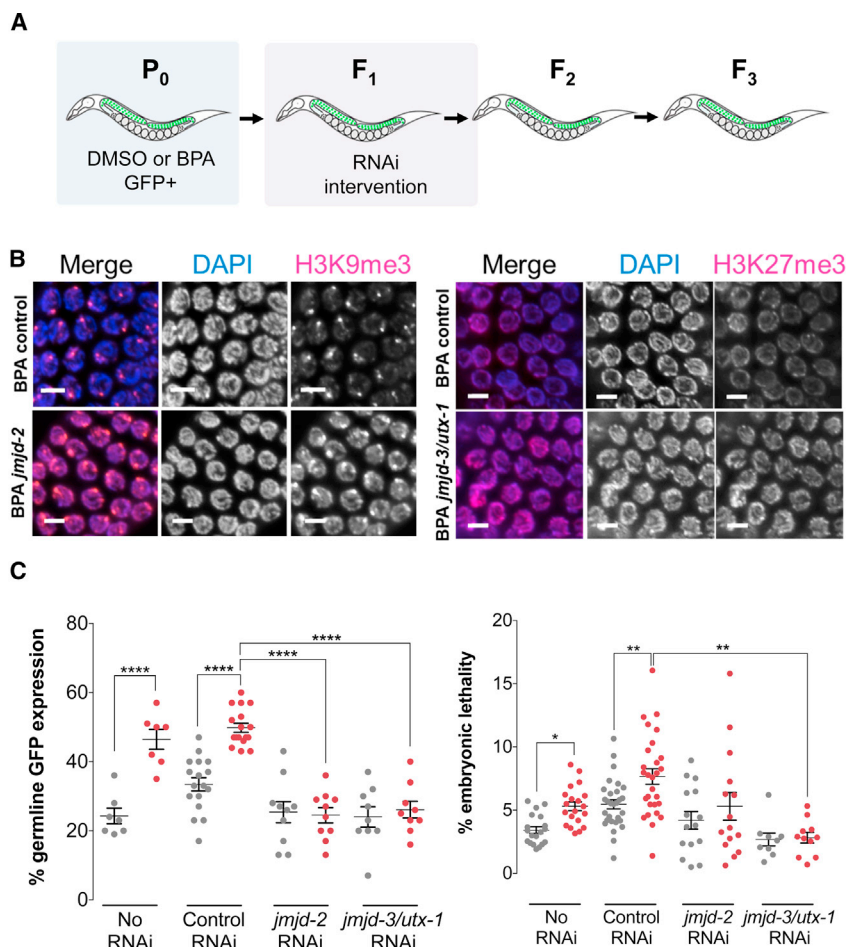 A
P0
F1
F2
F3
DMSO or BPA
GFP+
RNAi
intervention
B
Merge DAPI H3K9me3
BPA control
BPA jmjd-2
Merge DAPI H3K27me3
BPA control
BPA jmjd-3/utx-1
C
% germline GFP expression
80
60
40
20
0
****
****
****
****
No
RNAi
Control
RNAi
jmjd-2
RNAi
jmjd-3/utx-1
RNAi
% embryonic lethality
20
15
10
5
0
*
**
**
No
RNAi
Control
RNAi
jmjd-2
RNAi
jmjd-3/utx-1
RNAi